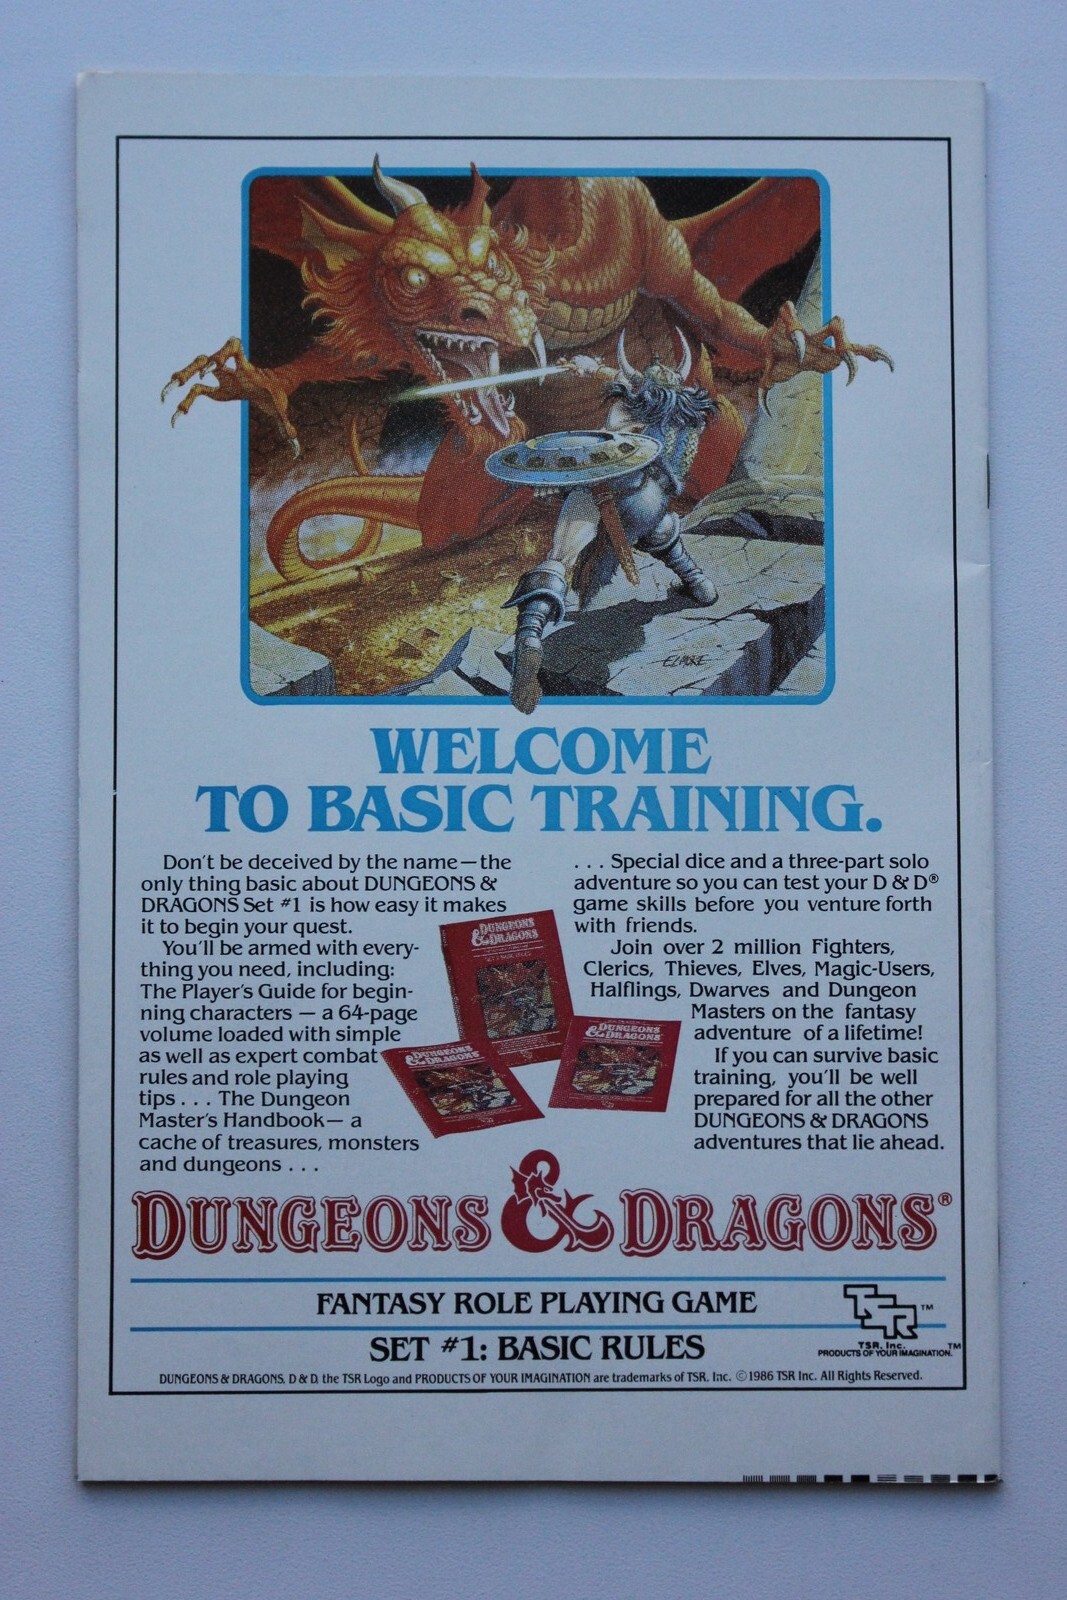 ELMORE
WELCOME
TO BASIC TRAINING.
Don't be deceived by the name—the
only thing basic about DUNGEONS &
DRAGONS Set #1 is how easy it makes
it to begin your quest.
You'll be armed with every-
thing you need, including:
The Player's Guide for begin-
ning characters — a 64-page
volume loaded with simple
as well as expert combat
rules and role playing
tips . . . The Dungeon
Master's Handbook— a
cache of treasures, monsters
and dungeons . . .
. . . Special dice and a three-part solo
adventure so you can test your D & D®
game skills before you venture forth
with friends.
Join over 2 million Fighters,
Clerics, Thieves, Elves, Magic-Users,
Halflings, Dwarves and Dungeon
Masters on the fantasy
adventure of a lifetime!
If you can survive basic
training, you'll be well
prepared for all the other
DUNGEONS & DRAGONS
adventures that lie ahead.
DUNGEONS
& DRAGONS
DUNGEONS
& DRAGONS
DUNGEONS
& DRAGONS
DUNGEONS & DRAGONS®
FANTASY ROLE PLAYING GAME
SET #1: BASIC RULES
TSR™
TSR, Inc.
PRODUCTS OF YOUR IMAGINATION.™
DUNGEONS & DRAGONS, D & D, the TSR Logo and PRODUCTS OF YOUR IMAGINATION are trademarks of TSR, Inc. ©1986 TSR Inc. All Rights Reserved.